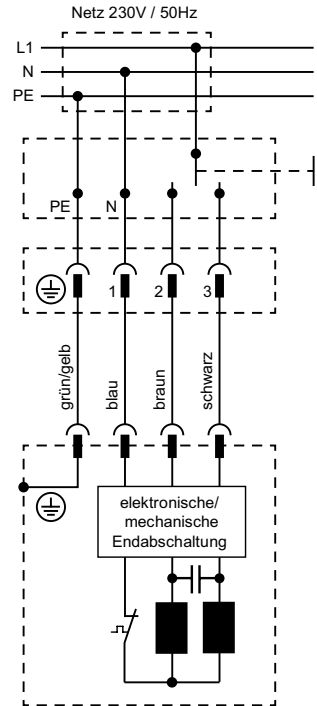 Netz 230V / 50Hz
L1
N
PE
PE N
1 2 3
grün/gelb
blau
braun
schwarz
elektronische/
mechanische
Endabschaltung